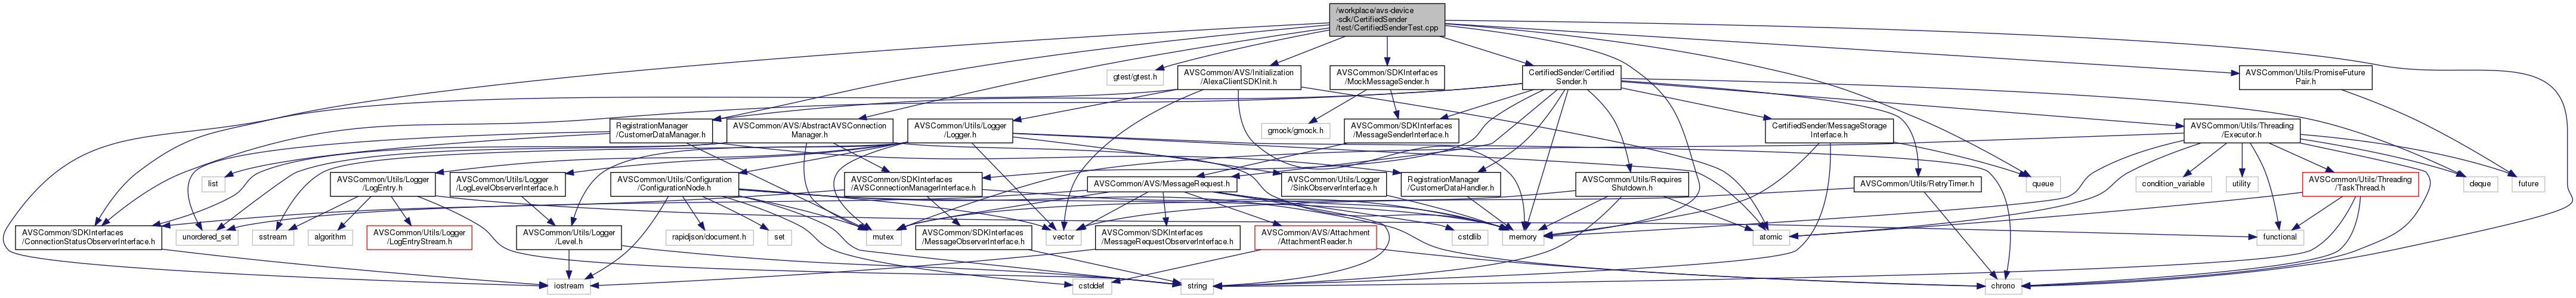 /workplace/avs-device
-sdk/CertifiedSender
/test/CertifiedSenderTest.cpp
gtest/gtest.h
AVSCommon/AVS/Initialization
/AlexaClientSDKInit.h
AVSCommon/SDKInterfaces
/MockMessageSender.h
CertifiedSender/Certified
Sender.h
AVSCommon/Utils/PromiseFuture
Pair.h
RegistrationManager
/CustomerDataManager.h
AVSCommon/AVS/AbstractAVSConnection
Manager.h
AVSCommon/Utils/Logger
/Logger.h
gmock/gmock.h
AVSCommon/SDKInterfaces
/MessageSenderInterface.h
CertifiedSender/MessageStorage
Interface.h
AVSCommon/Utils/Threading
/Executor.h
list
AVSCommon/Utils/Logger
/LogEntry.h
AVSCommon/Utils/Logger
/LogLevelObserverInterface.h
AVSCommon/Utils/Configuration
/ConfigurationNode.h
AVSCommon/SDKInterfaces
/AVSConnectionManagerInterface.h
AVSCommon/AVS/MessageRequest.h
AVSCommon/Utils/Logger
/SinkObserverInterface.h
RegistrationManager
/CustomerDataHandler.h
AVSCommon/Utils/Requires
Shutdown.h
AVSCommon/Utils/RetryTimer.h
queue
condition_variable
utility
AVSCommon/Utils/Threading
/TaskThread.h
deque
future
AVSCommon/SDKInterfaces
/ConnectionStatusObserverInterface.h
unordered_set
sstream
algorithm
AVSCommon/Utils/Logger
/LogEntryStream.h
AVSCommon/Utils/Logger
/Level.h
rapidjson/document.h
set
mutex
AVSCommon/SDKInterfaces
/MessageObserverInterface.h
vector
AVSCommon/SDKInterfaces
/MessageRequestObserverInterface.h
AVSCommon/AVS/Attachment
/AttachmentReader.h
cstdlib
memory
atomic
functional
iostream
cstddef
string
chrono